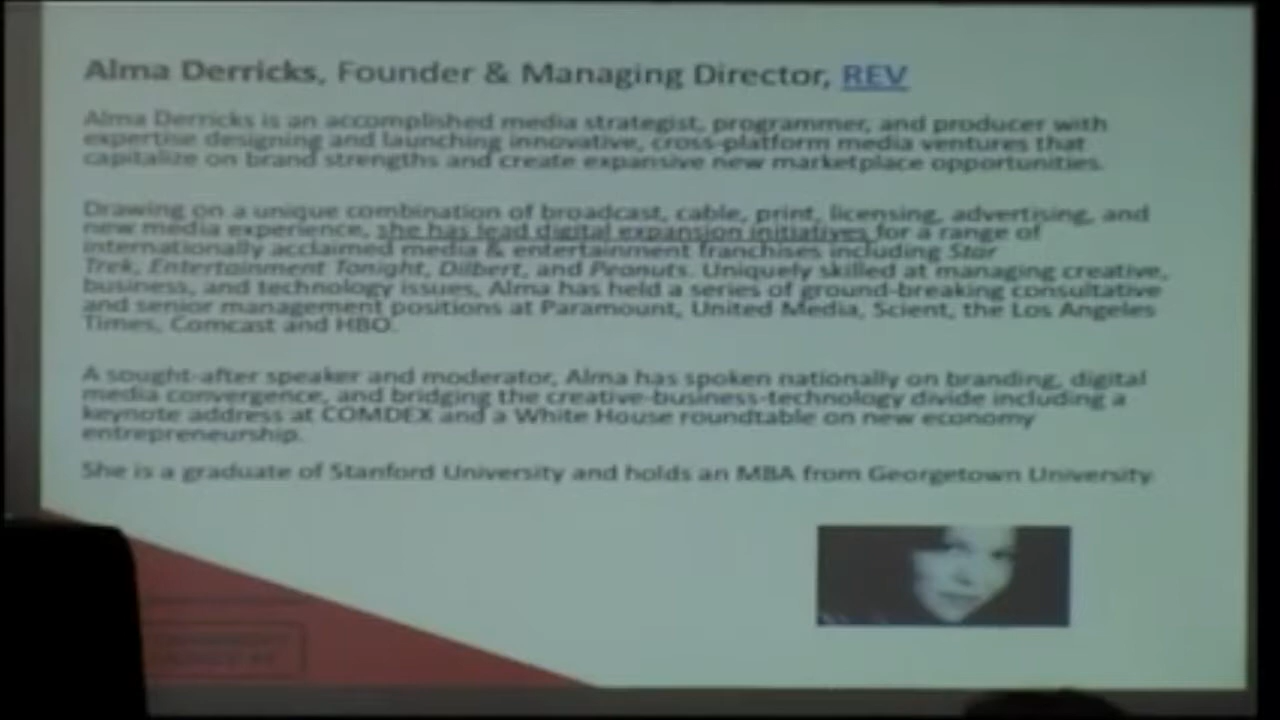 Alma Derricks, Founder & Managing Director, REV
Alma Derricks is an accomplished media strategist, programmer, and producer with
expertise designing and launching innovative, cross-platform media ventures that
capitalize on brand strengths and create expansive new marketplace opportunities.
Drawing on a unique combination of broadcast, cable, print, licensing, advertising, and
new media experience, she has lead digital expansion initiatives for a range of
internationally acclaimed media & entertainment franchises including Star
Trek, Entertainment Tonight, Dilbert, and Peanuts. Uniquely skilled at managing creative,
business, and technology issues, Alma has held a series of ground-breaking consultative
and senior management positions at Paramount, United Media, Scient, the Los Angeles
Times, Comcast and HBO.
A sought-after speaker and moderator, Alma has spoken nationally on branding, digital
media convergence, and bridging the creative-business-technology divide including a
keynote address at COMDEX and a White House roundtable on new economy
entrepreneurship.
She is a graduate of Stanford University and holds an MBA from Georgetown University